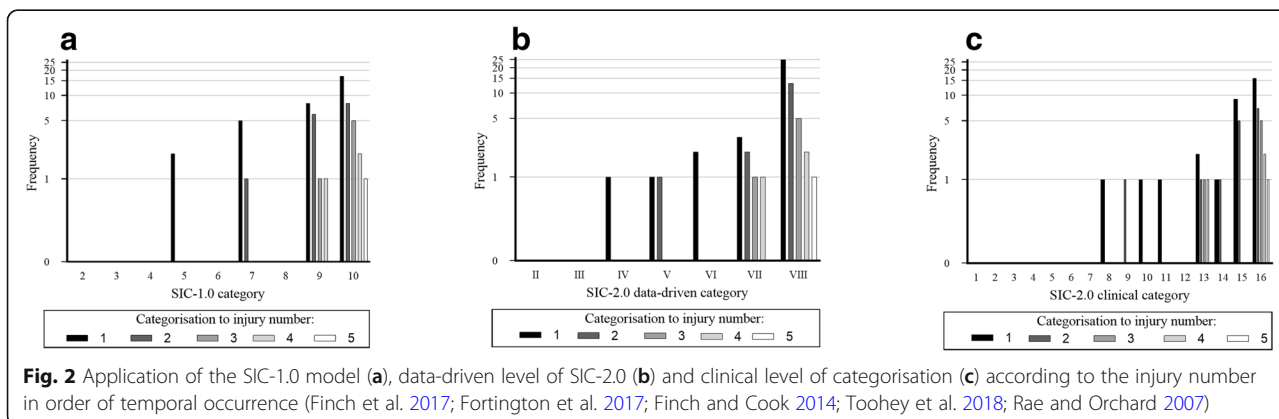 a
25
20
15
10
5
1
0
Frequency
2 3 4 5 6 7 8 9 10
SIC-1.0 category
Categorisation to injury number:
1 2 3 4 5
b
25
20
15
10
5
1
0
Frequency
II III IV V VI VII VIII
SIC-2.0 data-driven category
Categorisation to injury number:
1 2 3 4 5
c
25
20
15
10
5
1
0
Frequency
1 2 3 4 5 6 7 8 9 10 11 12 13 14 15 16
SIC-2.0 clinical category
Categorisation to injury number:
1 2 3 4 5
Fig. 2 Application of the SIC-1.0 model (a), data-driven level of SIC-2.0 (b) and clinical level of categorisation (c) according to the injury number
in order of temporal occurrence (Finch et al. 2017; Fortington et al. 2017; Finch and Cook 2014; Toohey et al. 2018; Rae and Orchard 2007)